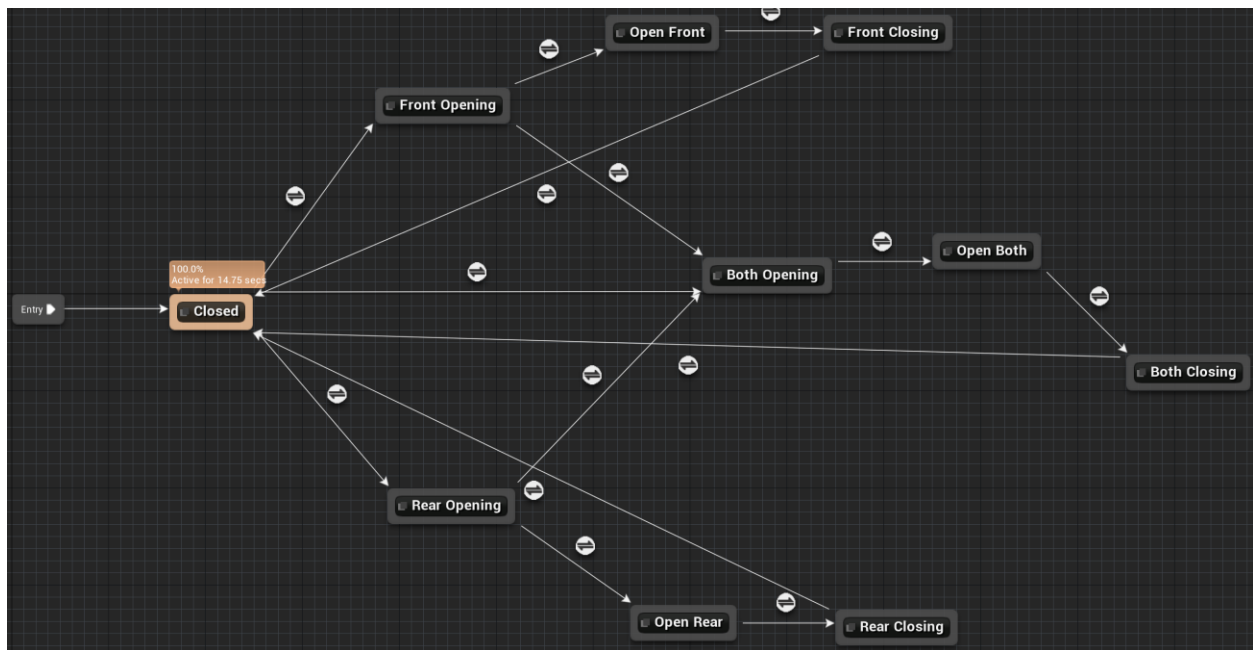 Open Front
Front Closing
Front Opening
Open Both
100.0%
Active for 14.75 secs
Both Opening
Entry
Closed
Both Closing
Rear Opening
Open Rear
Rear Closing